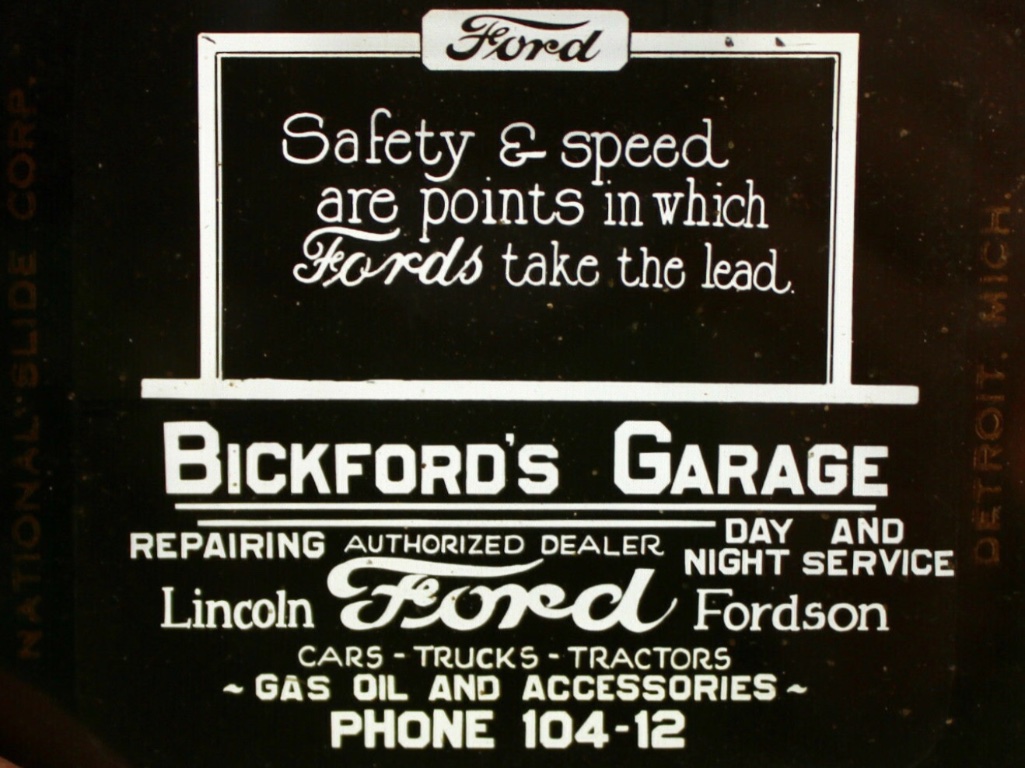 Ford
Safety & speed
are points in which
Fords take the lead.
BICKFORD'S GARAGE
REPAIRING AUTHORIZED DEALER DAY AND NIGHT SERVICE
Lincoln Ford Fordson
CARS - TRUCKS - TRACTORS
~ GAS OIL AND ACCESSORIES ~
PHONE 104-12
NATIONAL SLIDE CORP.
DETROIT. MICH.